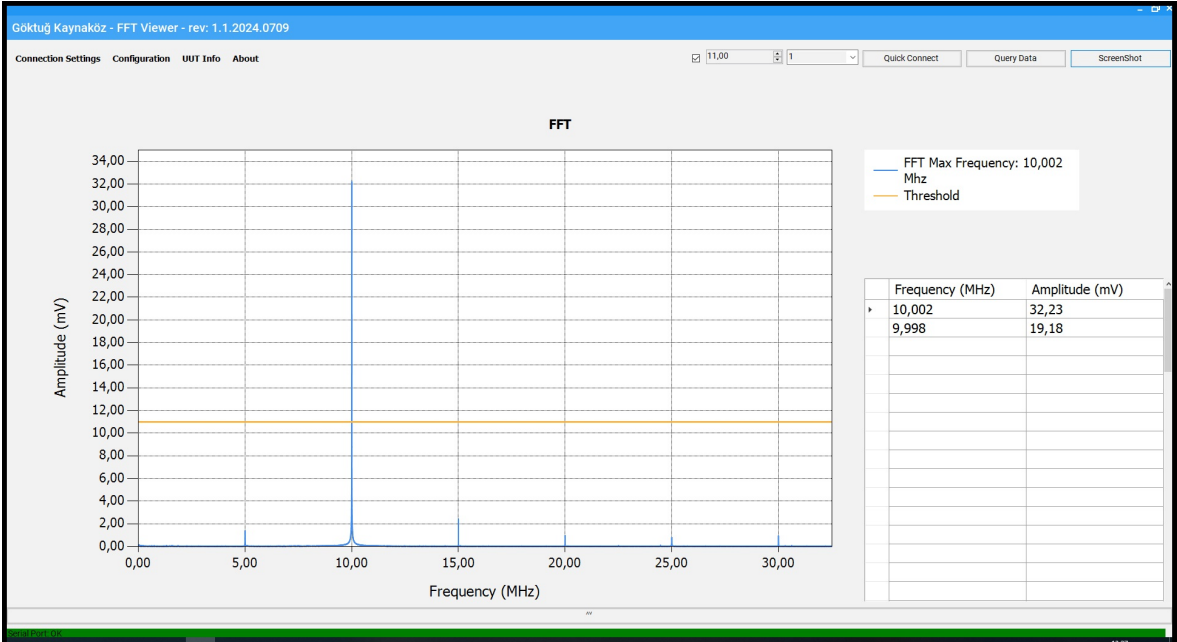 Göktuğ Kaynaköz - FFT Viewer - rev: 1.1.2024.0709
Connection Settings Configuration UUT Info About 11,00 1 Quick Connect Query Data ScreenShot
FFT
34,00
32,00
30,00
28,00
26,00
24,00
22,00
20,00
18,00
16,00
14,00
12,00
10,00
8,00
6,00
4,00
2,00
0,00
Amplitude (mV)
0,00 5,00 10,00 15,00 20,00 25,00 30,00
Frequency (MHz)
FFT Max Frequency: 10,002
Mhz
Threshold
Frequency (MHz) Amplitude (mV)
10,002 32,23
9,998 19,18
Serial Port: OK